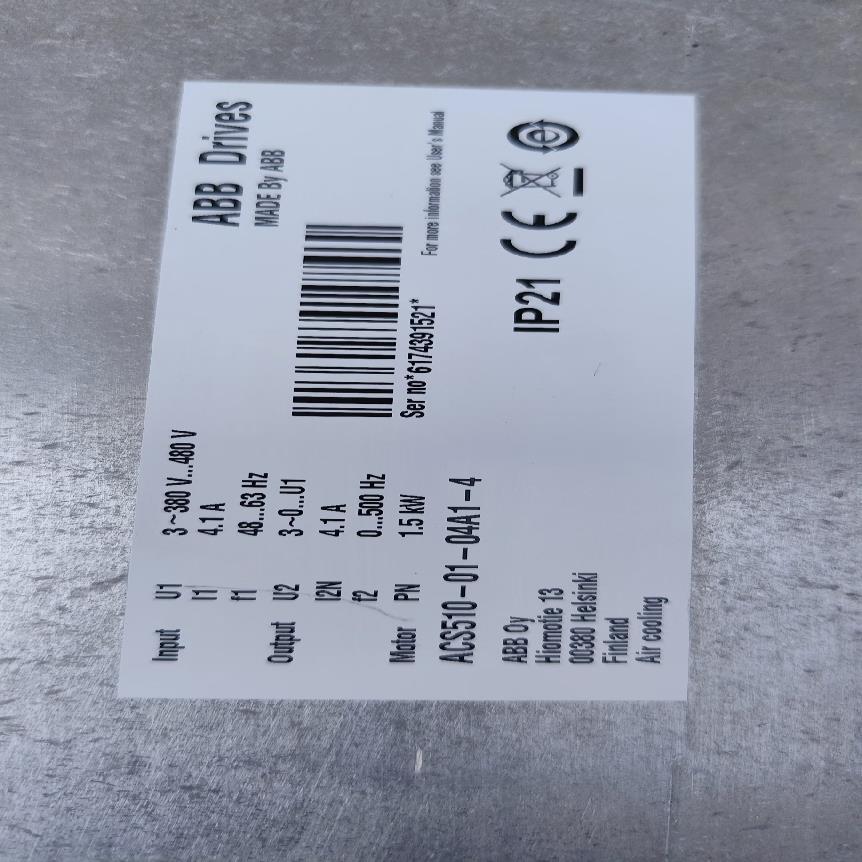 ABB Drives
MADE By ABB
Input U1 3~380 V...480 V
I1 4.1 A
f1 48...63 Hz
Output U2 3~0...U1
I2N 4.1 A
f2 0...500 Hz
Motor PN 1.5 kW
Ser no*6174391521*
For more information see User's Manual
ACS510-01-04A1-4
IP21 CE
ABB Oy
Hiomotie 13
00380 Helsinki
Finland
Air cooling